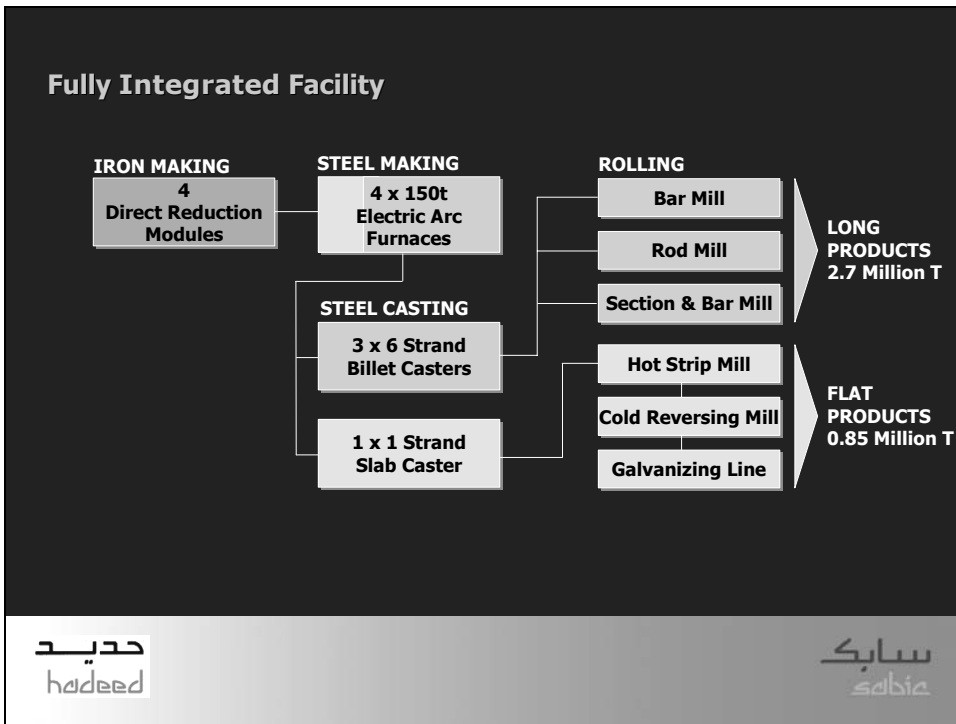 Fully Integrated Facility
IRON MAKING
4
Direct Reduction
Modules
STEEL MAKING
4 x 150t
Electric Arc
Furnaces
STEEL CASTING
3 x 6 Strand
Billet Casters
1 x 1 Strand
Slab Caster
ROLLING
Bar Mill
Rod Mill
Section & Bar Mill
Hot Strip Mill
Cold Reversing Mill
Galvanizing Line
LONG
PRODUCTS
2.7 Million T
FLAT
PRODUCTS
0.85 Million T
حديد
hadeed
سابك
sabic